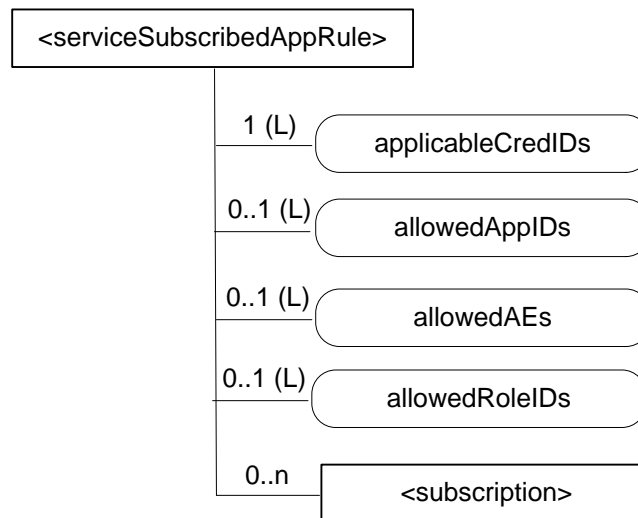 <serviceSubscribedAppRule>
1 (L)
applicableCredIDs
0..1 (L)
allowedAppIDs
0..1 (L)
allowedAEs
0..1 (L)
allowedRoleIDs
0..n
<subscription>